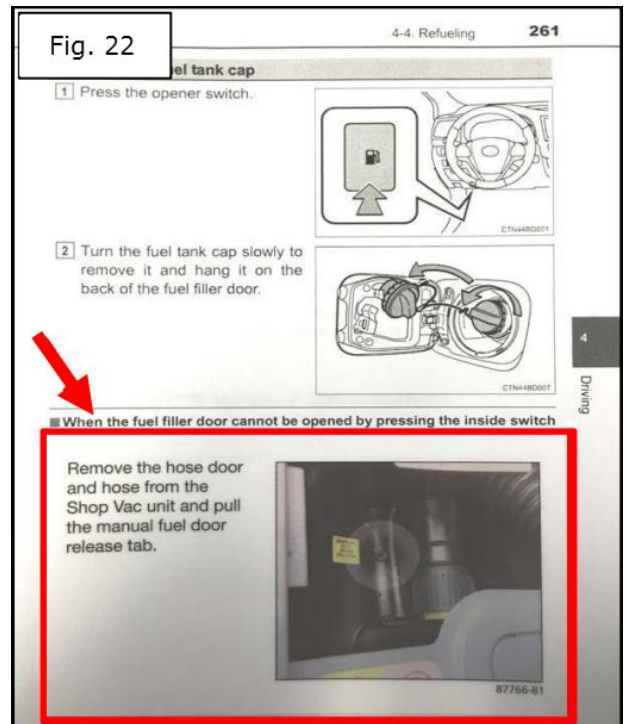 Fig. 22
4-4. Refueling 261
el tank cap
1 Press the opener switch.
CTN44BD001
2 Turn the fuel tank cap slowly to
remove it and hang it on the
back of the fuel filler door.
CTN44BD007
4
Driving
■When the fuel filler door cannot be opened by pressing the inside switch
Remove the hose door
and hose from the
Shop Vac unit and pull
the manual fuel door
release tab.
87766-81